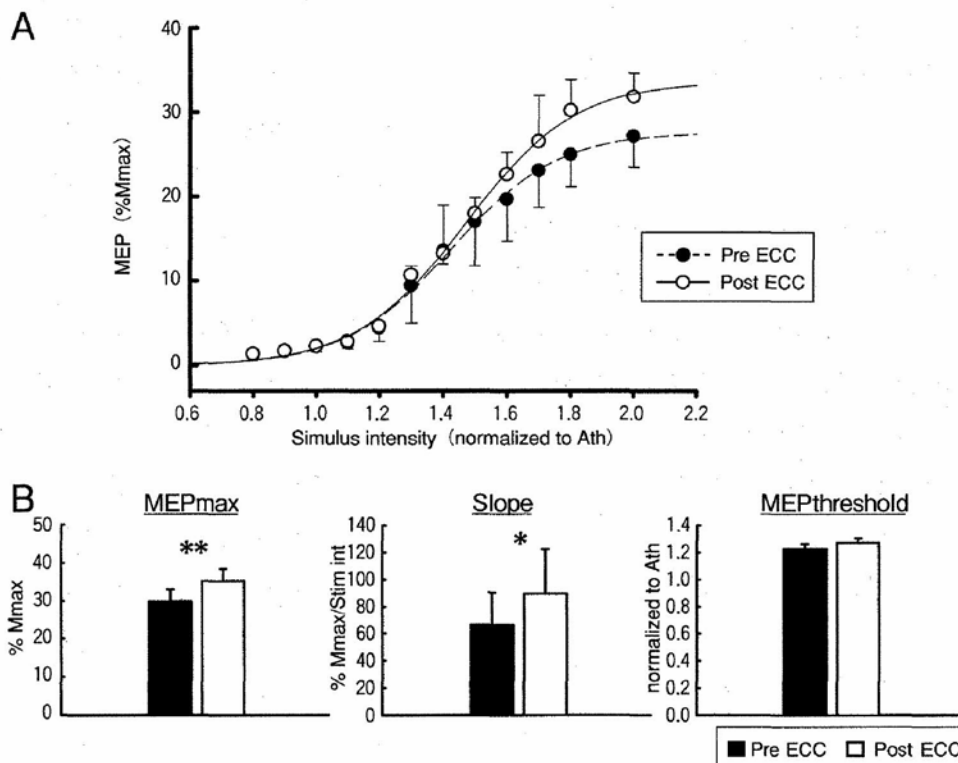 A
MEP (%Mmax)
40
30
20
10
0
0.6 0.8 1.0 1.2 1.4 1.6 1.8 2.0 2.2
Simulus intensity (normalized to Ath)
Pre ECC
Post ECC
B
MEPmax
% Mmax
50
40
30
20
10
0
**
Slope
% Mmax/Stim int
140
120
100
80
60
40
20
0
*
MEPthreshold
normalized to Ath
1.4
1.2
1.0
0.8
0.6
0.4
0.2
0.0
Pre ECC Post ECC